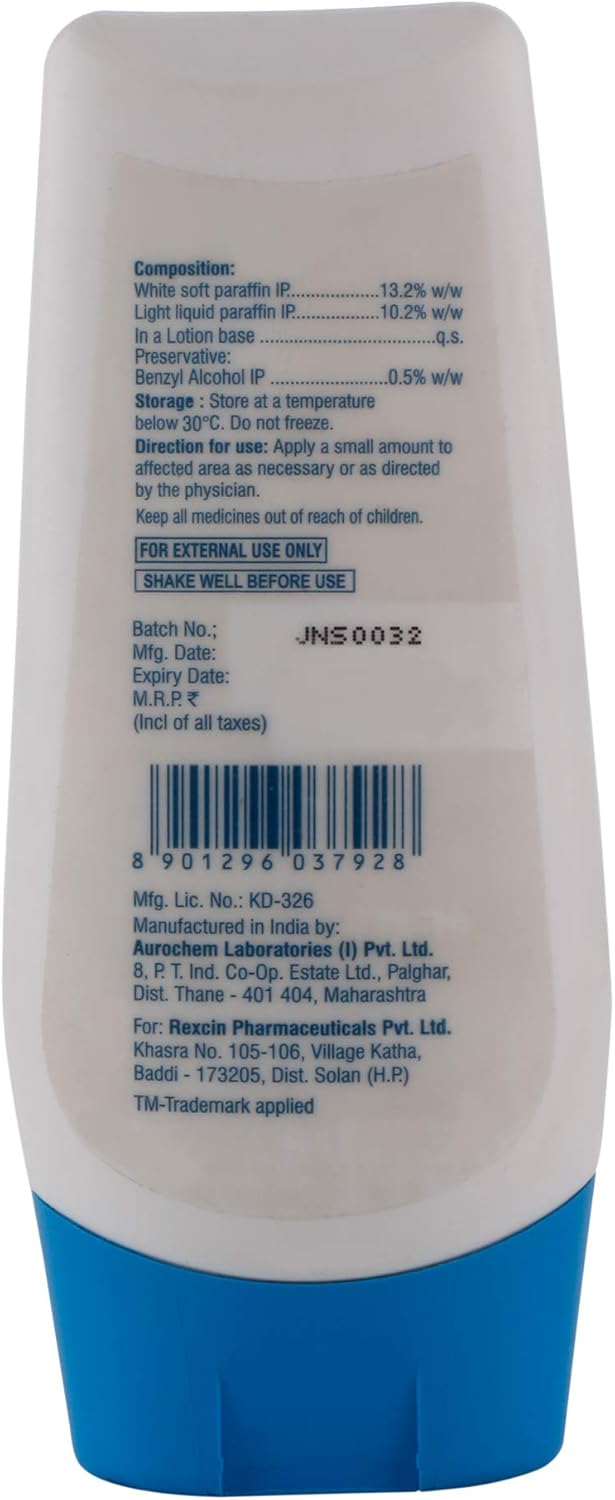 Composition:
White soft paraffin IP...................13.2% w/w
Light liquid paraffin IP..................10.2% w/w
In a Lotion base ..................................q.s.
Preservative:
Benzyl Alcohol IP .......................0.5% w/w
Storage : Store at a temperature
below 30°C. Do not freeze.
Direction for use: Apply a small amount to
affected area as necessary or as directed
by the physician.
Keep all medicines out of reach of children.
FOR EXTERNAL USE ONLY
SHAKE WELL BEFORE USE
Batch No.; JNS0032
Mfg. Date:
Expiry Date:
M.R.P. ₹
(Incl of all taxes)
8 901296 037928
Mfg. Lic. No.: KD-326
Manufactured in India by:
Aurochem Laboratories (I) Pvt. Ltd.
8, P. T. Ind. Co-Op. Estate Ltd., Palghar,
Dist. Thane - 401 404, Maharashtra
For: Rexcin Pharmaceuticals Pvt. Ltd.
Khasra No. 105-106, Village Katha,
Baddi - 173205, Dist. Solan (H.P.)
TM-Trademark applied